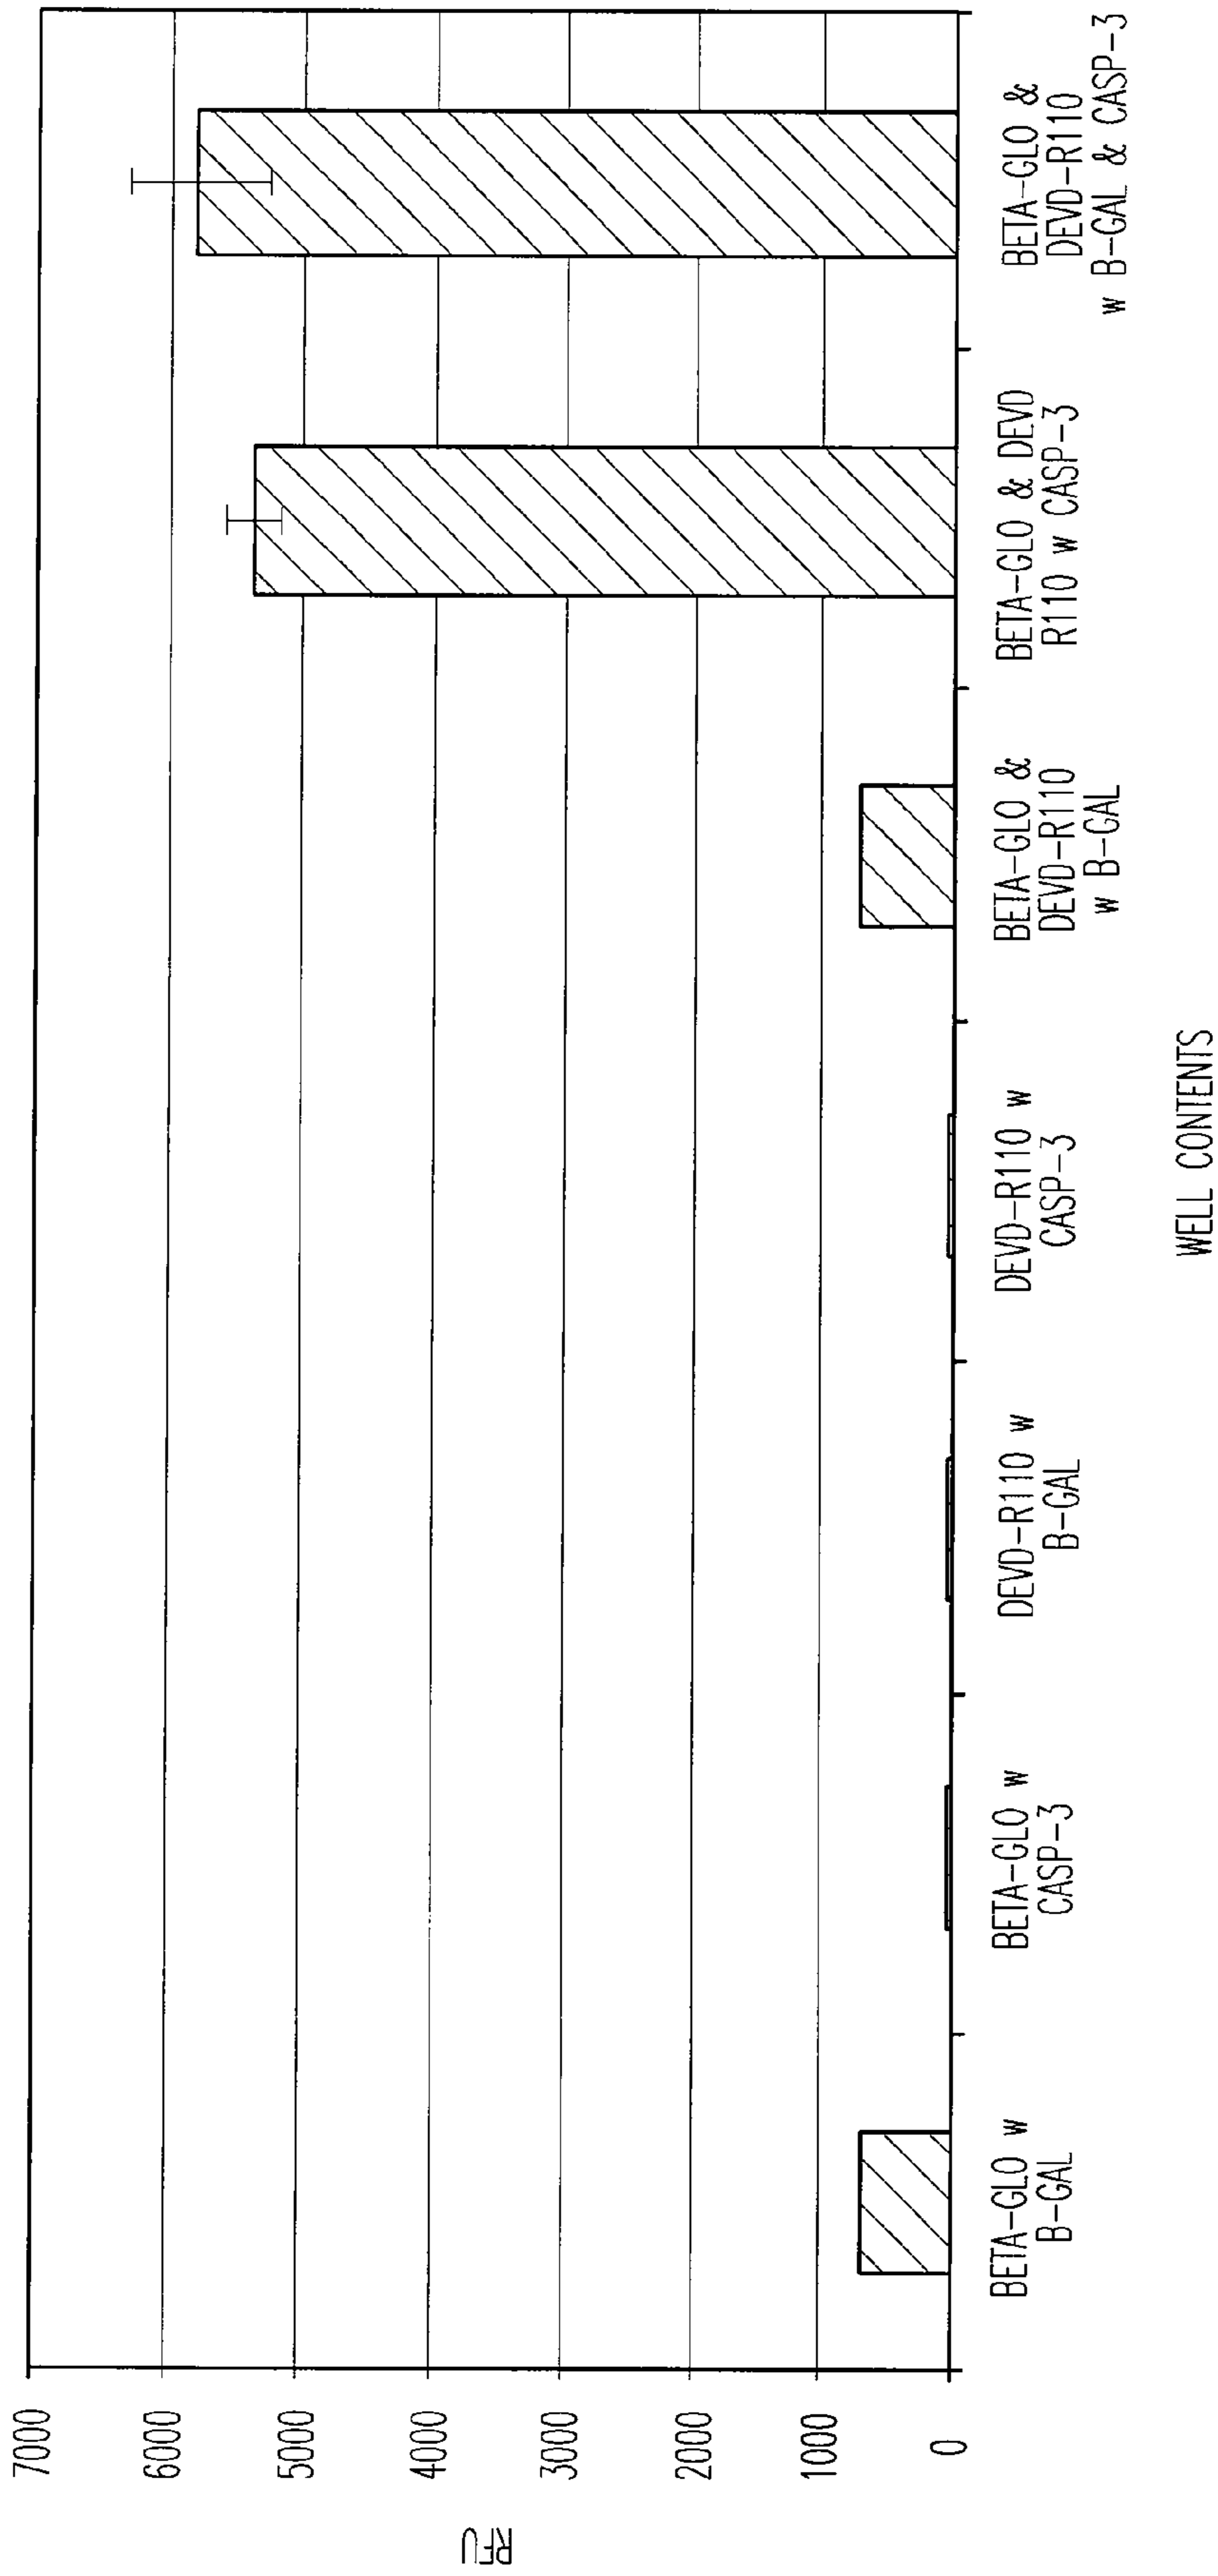 7000
6000
5000
4000
3000
2000
1000
0
RFU
BETA-GLO w
B-GAL
BETA-GLO w
CASP-3
DEVD-R110 w
B-GAL
DEVD-R110 w
CASP-3
BETA-GLO &
DEVD-R110
w B-GAL
BETA-GLO & DEVD
R110 w CASP-3
BETA-GLO &
DEVD-R110
w B-GAL & CASP-3
WELL CONTENTS